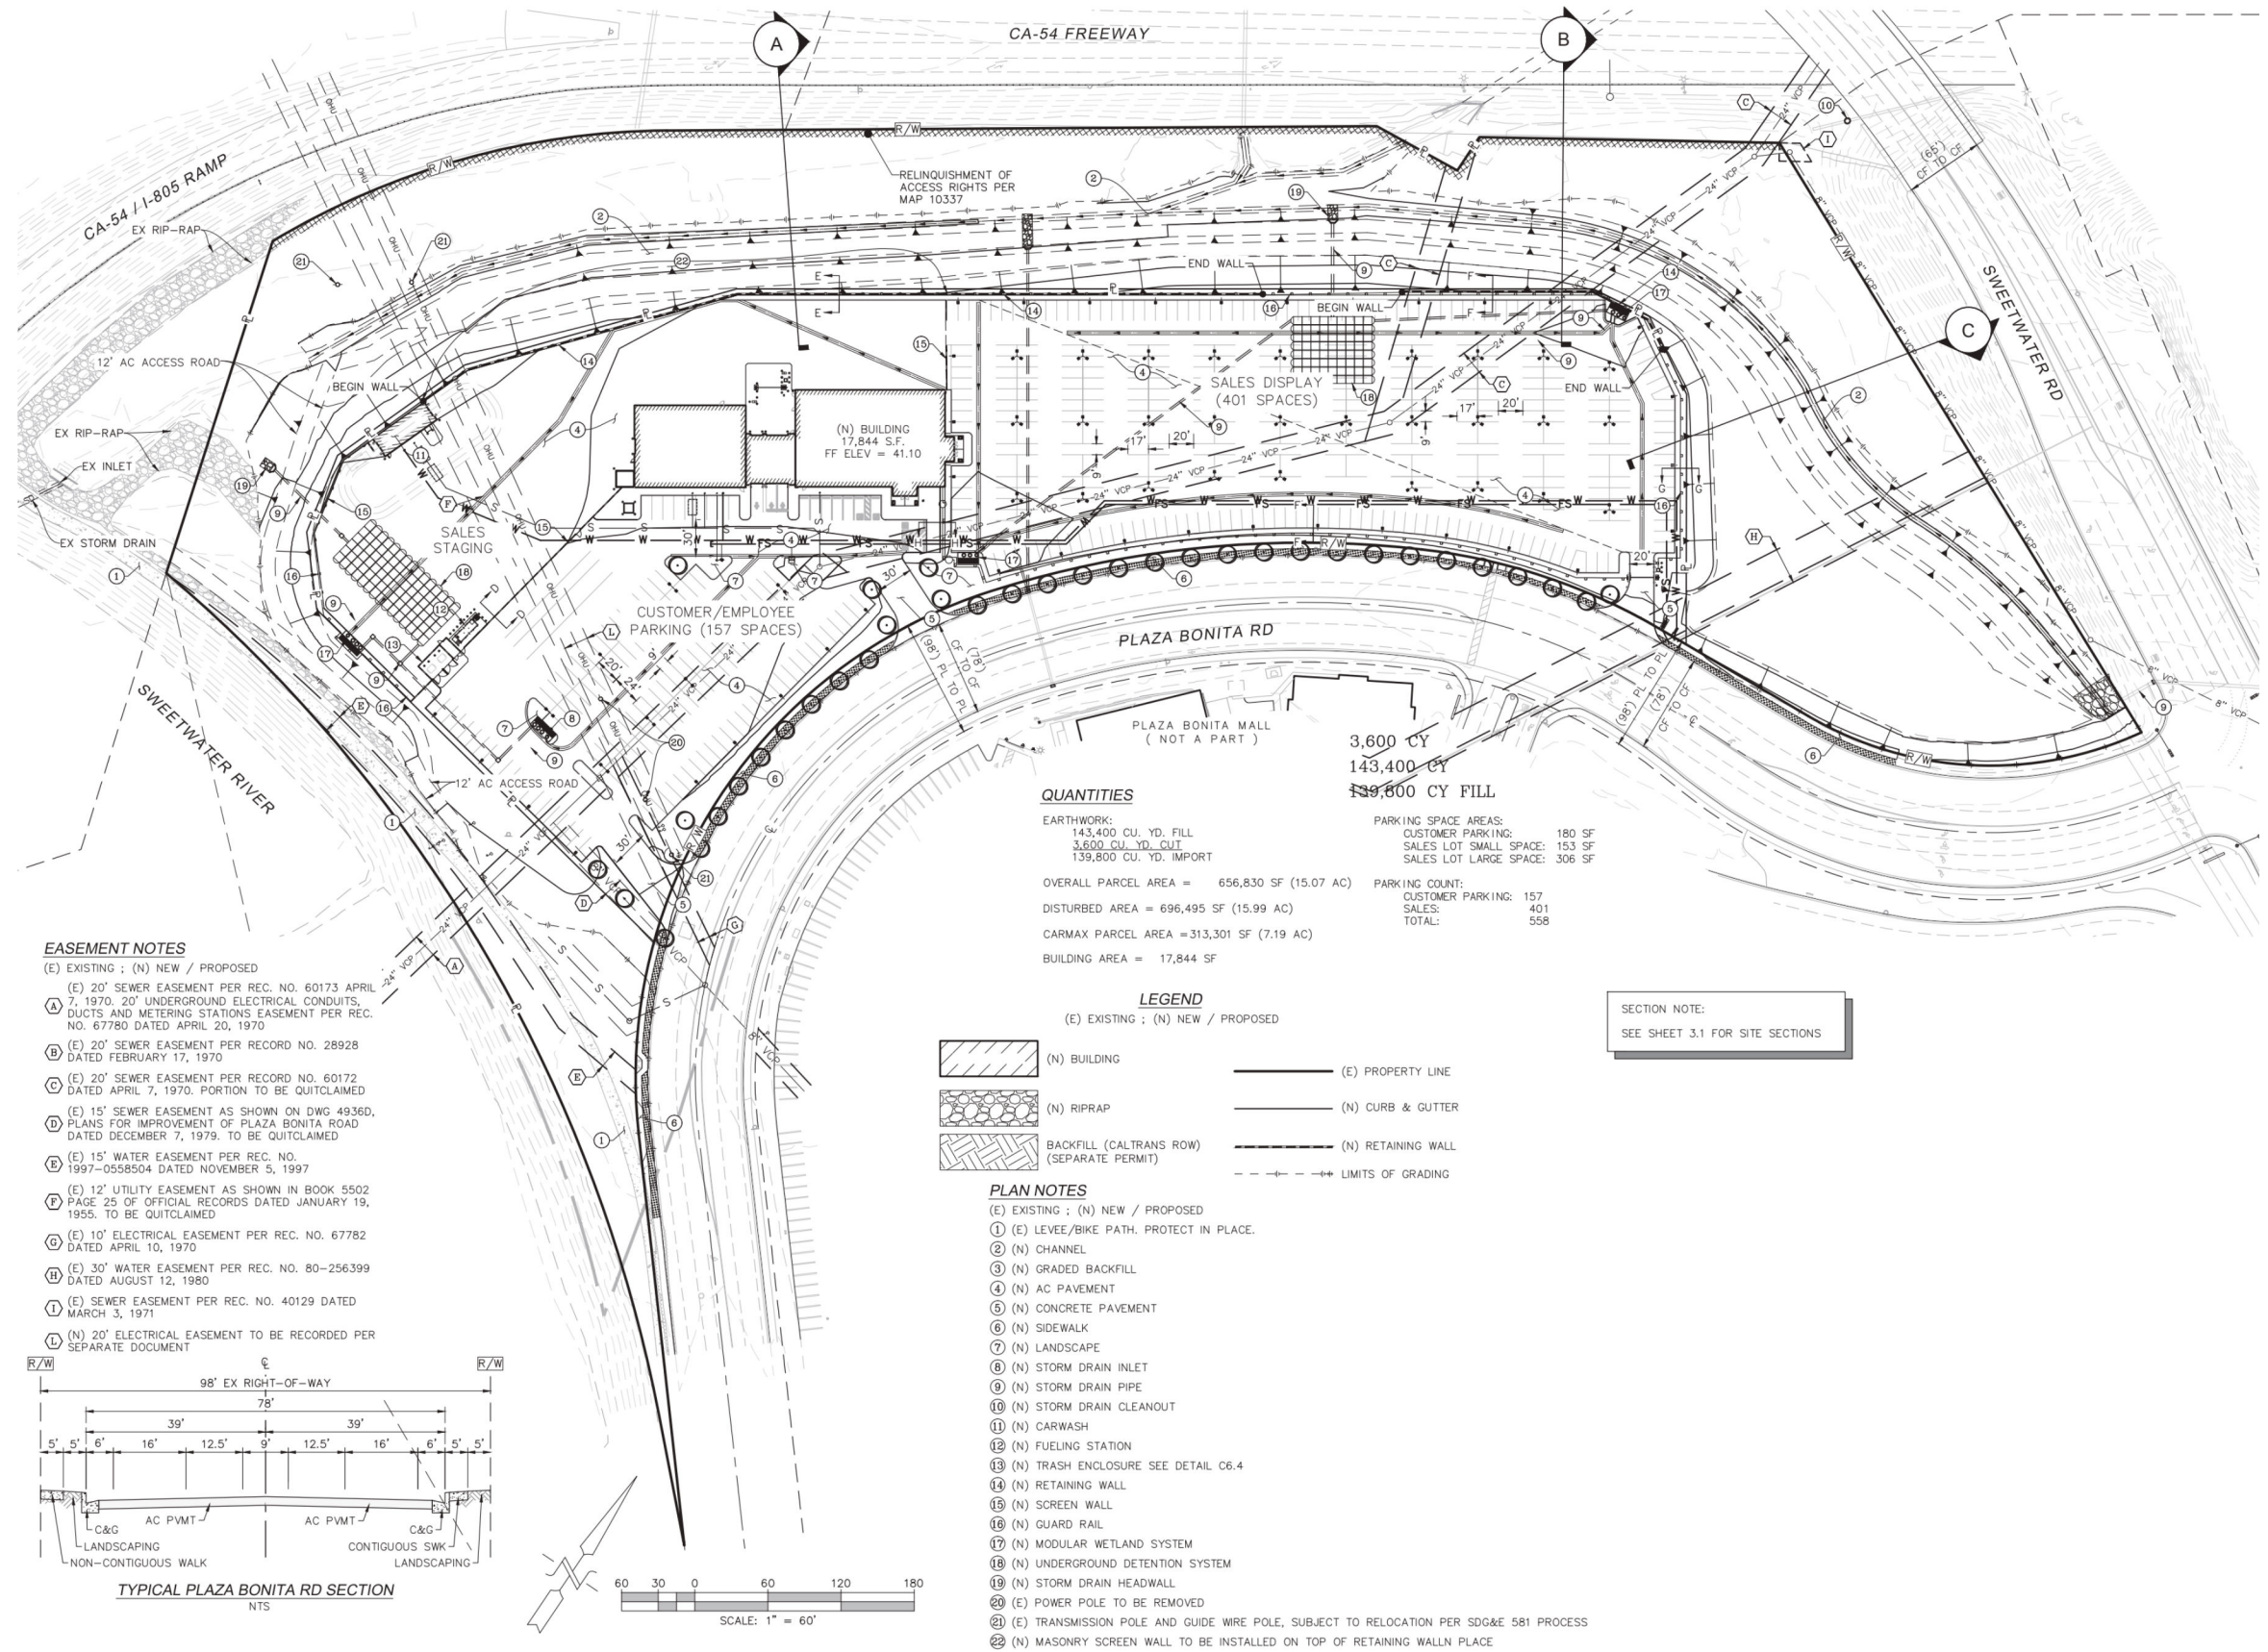 CA-54 FREEWAY
A
B
C
CA-54 / I-805 RAMP
R/W
R/W
RELINQUISHMENT OF
ACCESS RIGHTS PER
MAP 10337
EX RIP-RAP
24" VCP
(65')
CF TO CF
8" VCP
SWEETWATER RD
END WALL
BEGIN WALL
12' AC ACCESS ROAD
BEGIN WALL
END WALL
SALES DISPLAY
(401 SPACES)
(N) BUILDING
17,844 S.F.
FF ELEV = 41.10
17'
20'
9'
17'
20'
9'
EX RIP-RAP
EX INLET
EX STORM DRAIN
SALES
STAGING
30'
30'
20'
CUSTOMER/EMPLOYEE
PARKING (157 SPACES)
(98') PL TO PL
(78')
CF TO CF
PLAZA BONITA RD
(98') PL TO PL
(78')
CF TO CF
SWEETWATER RIVER
20'
24'
9'
12' AC ACCESS ROAD
30'
PLAZA BONITA MALL
( NOT A PART )
3,600 CY
143,400 CY
139,800 CY FILL
QUANTITIES
EARTHWORK:
143,400 CU. YD. FILL
3,600 CU. YD. CUT
139,800 CU. YD. IMPORT
OVERALL PARCEL AREA = 656,830 SF (15.07 AC)
DISTURBED AREA = 696,495 SF (15.99 AC)
CARMAX PARCEL AREA =313,301 SF (7.19 AC)
BUILDING AREA = 17,844 SF
PARKING SPACE AREAS:
CUSTOMER PARKING: 180 SF
SALES LOT SMALL SPACE: 153 SF
SALES LOT LARGE SPACE: 306 SF
PARKING COUNT:
CUSTOMER PARKING: 157
SALES: 401
TOTAL: 558
EASEMENT NOTES
(E) EXISTING ; (N) NEW / PROPOSED
A (E) 20' SEWER EASEMENT PER REC. NO. 60173 APRIL
7, 1970. 20' UNDERGROUND ELECTRICAL CONDUITS,
DUCTS AND METERING STATIONS EASEMENT PER REC.
NO. 67780 DATED APRIL 20, 1970
B (E) 20' SEWER EASEMENT PER RECORD NO. 28928
DATED FEBRUARY 17, 1970
C (E) 20' SEWER EASEMENT PER RECORD NO. 60172
DATED APRIL 7, 1970. PORTION TO BE QUITCLAIMED
D (E) 15' SEWER EASEMENT AS SHOWN ON DWG 4936D,
PLANS FOR IMPROVEMENT OF PLAZA BONITA ROAD
DATED DECEMBER 7, 1979. TO BE QUITCLAIMED
E (E) 15' WATER EASEMENT PER REC. NO.
1997-0558504 DATED NOVEMBER 5, 1997
F (E) 12' UTILITY EASEMENT AS SHOWN IN BOOK 5502
PAGE 25 OF OFFICIAL RECORDS DATED JANUARY 19,
1955. TO BE QUITCLAIMED
G (E) 10' ELECTRICAL EASEMENT PER REC. NO. 67782
DATED APRIL 10, 1970
H (E) 30' WATER EASEMENT PER REC. NO. 80-256399
DATED AUGUST 12, 1980
I (E) SEWER EASEMENT PER REC. NO. 40129 DATED
MARCH 3, 1971
L (N) 20' ELECTRICAL EASEMENT TO BE RECORDED PER
SEPARATE DOCUMENT
LEGEND
(E) EXISTING ; (N) NEW / PROPOSED
(N) BUILDING
(N) RIPRAP
BACKFILL (CALTRANS ROW)
(SEPARATE PERMIT)
(E) PROPERTY LINE
(N) CURB & GUTTER
(N) RETAINING WALL
LIMITS OF GRADING
SECTION NOTE:
SEE SHEET 3.1 FOR SITE SECTIONS
PLAN NOTES
(E) EXISTING ; (N) NEW / PROPOSED
1 (E) LEVEE/BIKE PATH. PROTECT IN PLACE.
2 (N) CHANNEL
3 (N) GRADED BACKFILL
4 (N) AC PAVEMENT
5 (N) CONCRETE PAVEMENT
6 (N) SIDEWALK
7 (N) LANDSCAPE
8 (N) STORM DRAIN INLET
9 (N) STORM DRAIN PIPE
10 (N) STORM DRAIN CLEANOUT
11 (N) CARWASH
12 (N) FUELING STATION
13 (N) TRASH ENCLOSURE SEE DETAIL C6.4
14 (N) RETAINING WALL
15 (N) SCREEN WALL
16 (N) GUARD RAIL
17 (N) MODULAR WETLAND SYSTEM
18 (N) UNDERGROUND DETENTION SYSTEM
19 (N) STORM DRAIN HEADWALL
20 (E) POWER POLE TO BE REMOVED
21 (E) TRANSMISSION POLE AND GUIDE WIRE POLE, SUBJECT TO RELOCATION PER SDG&E 581 PROCESS
22 (N) MASONRY SCREEN WALL TO BE INSTALLED ON TOP OF RETAINING WALLN PLACE
R/W
R/W
98' EX RIGHT-OF-WAY
78'
39' 39'
5' 5' 6' 16' 12.5' 9' 12.5' 16' 6' 5' 5'
AC PVMT
AC PVMT
C&G
C&G
LANDSCAPING
CONTIGUOUS SWK
NON-CONTIGUOUS WALK
LANDSCAPING
TYPICAL PLAZA BONITA RD SECTION
NTS
60 30 0 60 120 180
SCALE: 1" = 60'